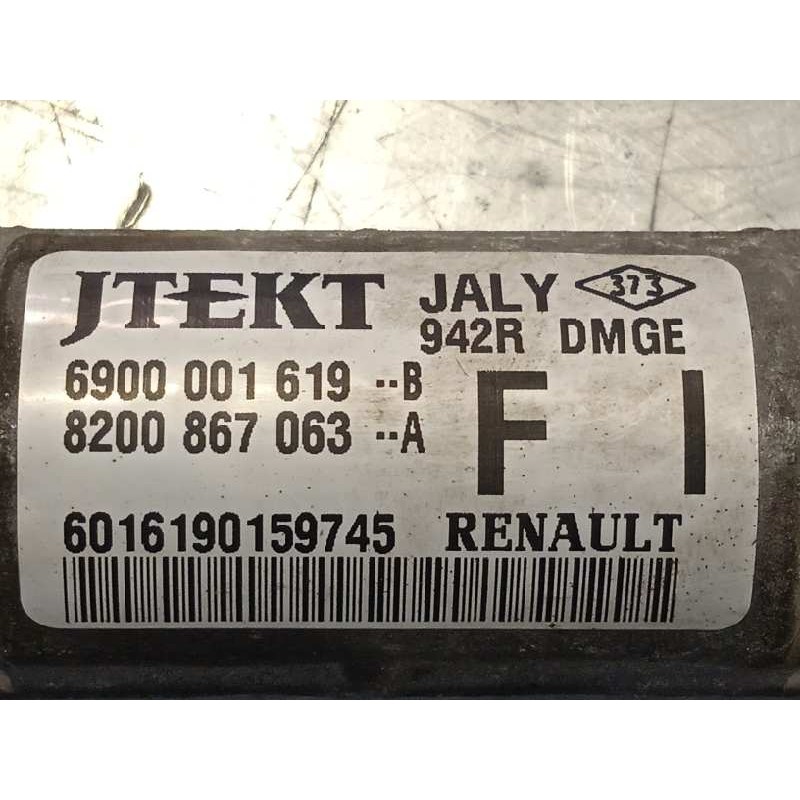 JTEKT JALY 373
942R DMGE
6900 001 619 --B
8200 867 063 --A
F I
6016190159745 RENAULT